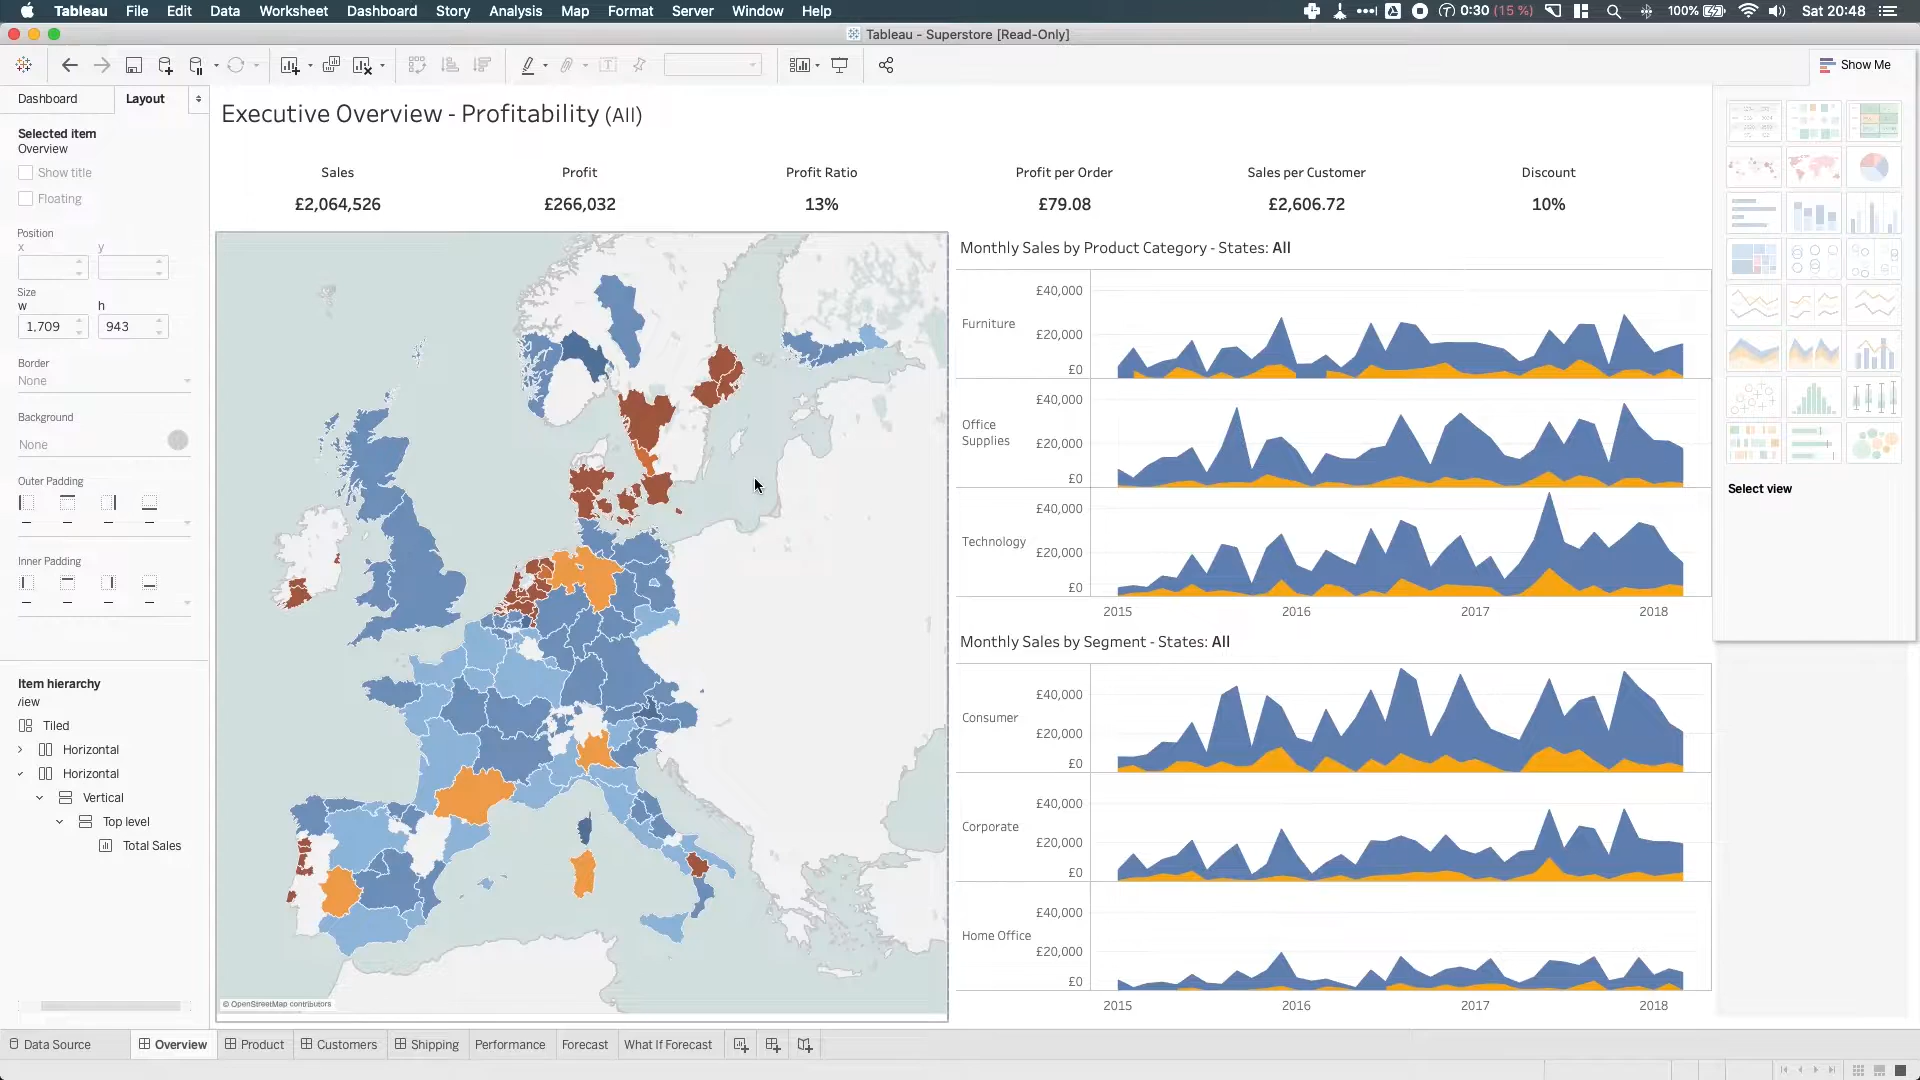 Tableau File Edit Data Worksheet Dashboard Story Analysis Map Format Server Window Help 0:30 (15 %) 100% Sat 20:48
Tableau - Superstore [Read-Only]
Show Me
Dashboard Layout
Selected item
Overview
Show title
Floating
Position
x y
Size
w h
1,709 943
Border
None
Background
None
Outer Padding
Inner Padding
Item hierarchy
Tiled
Horizontal
Horizontal
Vertical
Top level
Total Sales
Executive Overview - Profitability (All)
Sales Profit Profit Ratio Profit per Order Sales per Customer Discount
£2,064,526 £266,032 13% £79.08 £2,606.72 10%
© OpenStreetMap contributors
Monthly Sales by Product Category - States: All
£40,000
Furniture
£20,000
£0
£40,000
Office
Supplies
£20,000
£0
£40,000
Technology
£20,000
£0
2015 2016 2017 2018
Monthly Sales by Segment - States: All
£40,000
Consumer
£20,000
£0
£40,000
Corporate
£20,000
£0
£40,000
Home Office
£20,000
£0
2015 2016 2017 2018
Select view
Data Source Overview Product Customers Shipping Performance Forecast What If Forecast